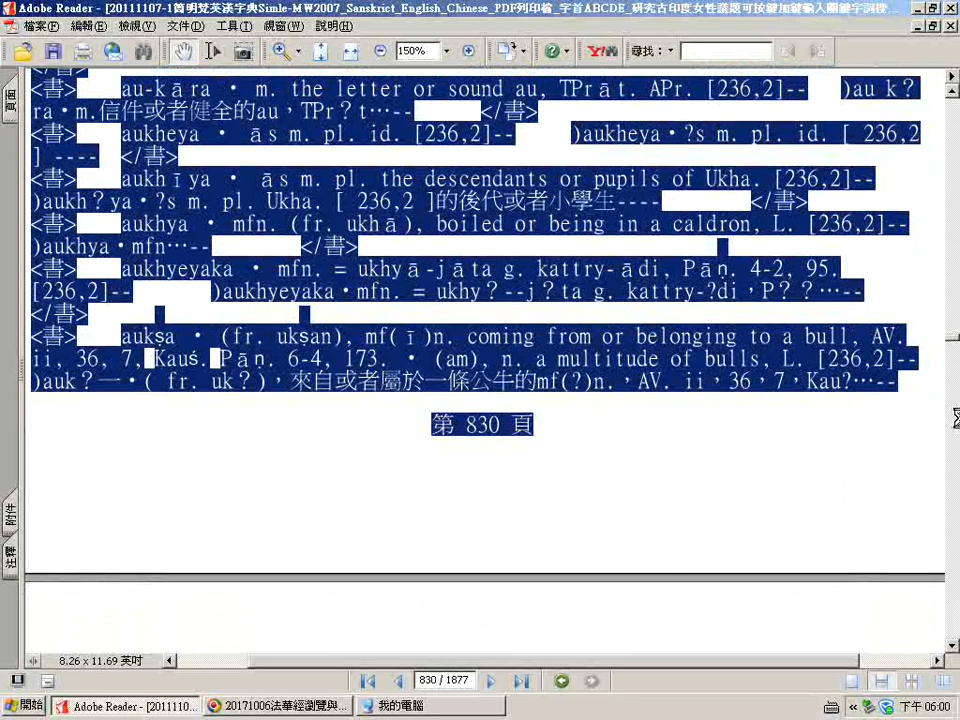 Adobe Reader - [20111107-1簡明梵英漢字典Simle-MW2007_Sanskrict_English_Chinese_PDF列印檔_字首ABCDE_研究古印度女性議題可按鍵加鍵輸入關鍵字詞搜
檔案(F) 編輯(E) 檢視(V) 文件(D) 工具(T) 視窗(W) 說明(H)
150% Y! 尋找:
頁面
</書>
<書> au-kāra • m. the letter or sound au, TPrāt. APr. [236,2]-- )au k?
ra•m.信件或者健全的au,TPr?t…-- </書>
<書> aukheya • ās m. pl. id. [236,2]-- )aukheya•?s m. pl. id. [ 236,2
] ---- </書>
<書> aukhīya • ās m. pl. the descendants or pupils of Ukha. [236,2]--
)aukh?ya•?s m. pl. Ukha. [ 236,2 ]的後代或者小學生---- </書>
<書> aukhya • mfn. (fr. ukhā), boiled or being in a caldron, L. [236,2]--
)aukhya•mfn…-- </書>
<書> aukhyeyaka • mfn. = ukhyā-jāta g. kattry-ādi, Pāṇ. 4-2, 95.
[236,2]-- )aukhyeyaka•mfn. = ukhy?--j?ta g. kattry-?di,P??…--
</書>
<書> aukṣa • (fr. ukṣan), mf(ī)n. coming from or belonging to a bull, AV.
ii, 36, 7, Kauś. Pāṇ. 6-4, 173. • (am), n. a multitude of bulls, L. [236,2]--
)auk?一•( fr. uk?),來自或者屬於一條公牛的mf(?)n.,AV. ii,36,7,Kau?…--
第 830 頁
附件
注釋
8.26 x 11.69 英吋
830 / 1877
開始 Adobe Reader - [2011110... 20171006法華經瀏覽與... 我的電腦 « 下午 06:00